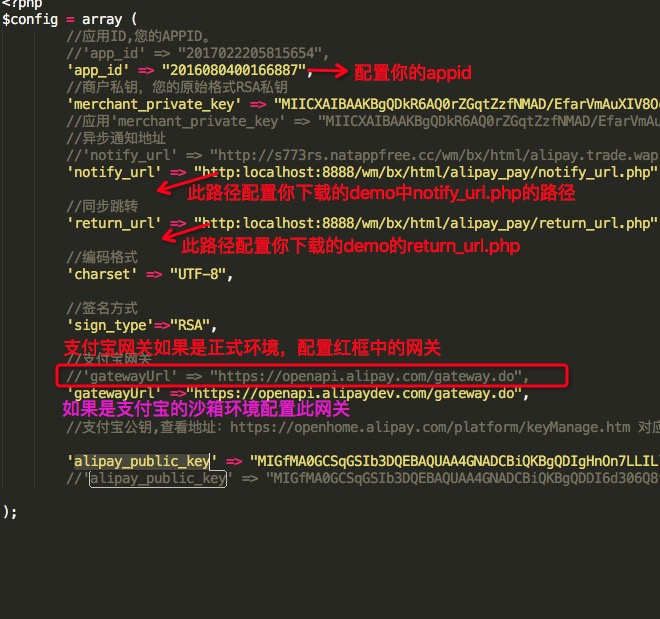 <?php
$config = array (
//应用ID,您的APPID。
//'app_id' => "2017022205815654",
'app_id' => "2016080400166887", 配置你的appid
//商户私钥，您的原始格式RSA私钥
'merchant_private_key' => "MIICXAIBAAKBgQDkR6AQ0rZGqtZzfNMAD/EfarVmAuXIV8O
//应用'merchant_private_key' => "MIICXAIBAAKBgQDkR6AQ0rZGqtZzfNMAD/EfarVmAu
//异步通知地址
//'notify_url' => "http://s773rs.natappfree.cc/wm/bx/html/alipay.trade.wap
'notify_url' => "http:localhost:8888/wm/bx/html/alipay_pay/notify_url.php"
此路径配置你下载的demo中notify_url.php的路径
//同步跳转
'return_url' => "http:localhost:8888/wm/bx/html/alipay_pay/return_url.php"
此路径配置你下载的demo的return_url.php
//编码格式
'charset' => "UTF-8",
//签名方式
'sign_type'=>"RSA",
支付宝网关如果是正式环境，配置红框中的网关
//支付宝网关
//'gatewayUrl' => "https://openapi.alipay.com/gateway.do",
'gatewayUrl' =>"https://openapi.alipaydev.com/gateway.do",
如果是支付宝的沙箱环境配置此网关
//支付宝公钥,查看地址：https://openhome.alipay.com/platform/keyManage.htm 对应
'alipay_public_key' => "MIGfMA0GCSqGSIb3DQEBAQUAA4GNADCBiQKBgQDIgHnOn7LLIL
//'alipay_public_key' => "MIGfMA0GCSqGSIb3DQEBAQUAA4GNADCBiQKBgQDDI6d306Q8
);